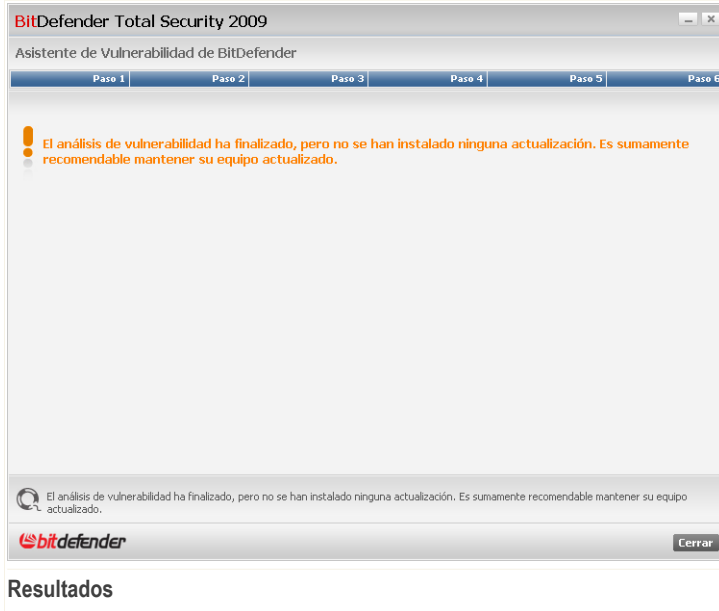 BitDefender Total Security 2009
Asistente de Vulnerabilidad de BitDefender
Paso 1 Paso 2 Paso 3 Paso 4 Paso 5 Paso 6
El análisis de vulnerabilidad ha finalizado, pero no se han instalado ninguna actualización. Es sumamente
recomendable mantener su equipo actualizado.
El análisis de vulnerabilidad ha finalizado, pero no se han instalado ninguna actualización. Es sumamente recomendable mantener su equipo
actualizado.
bitdefender
Cerrar
Resultados